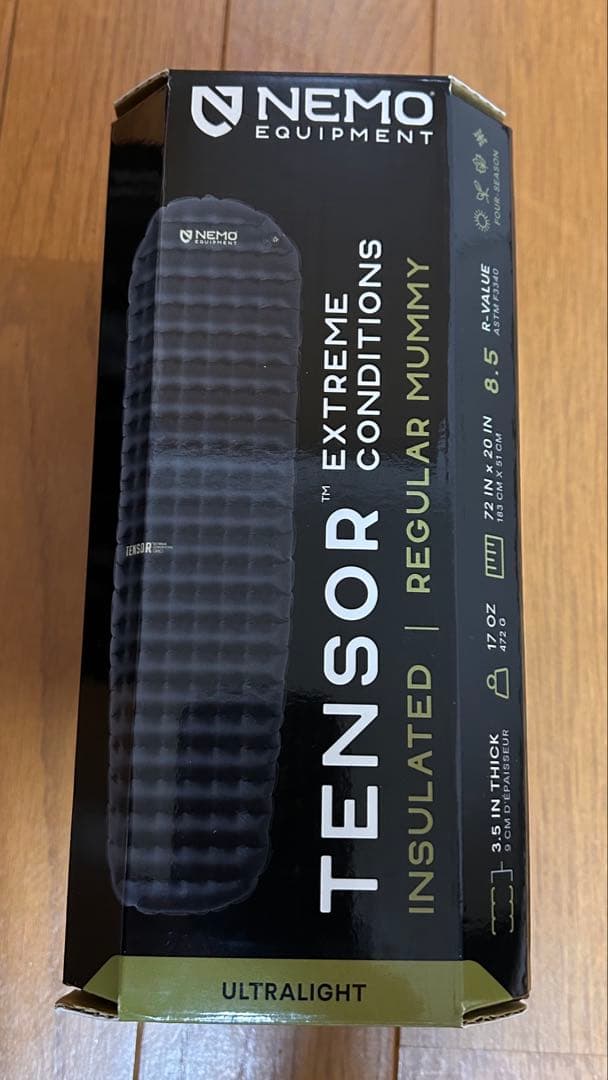 NEMO
EQUIPMENT
NEMO
EQUIPMENT
TENSOR
TENSOR™ EXTREME
CONDITIONS
INSULATED | REGULAR MUMMY
3.5 IN THICK
9 CM D'ÉPAISSEUR
17 OZ
472 G
72 IN x 20 IN
183 CM X 51 CM
8.5 R-VALUE
ASTM F3340
FOUR-SEASON
ULTRALIGHT